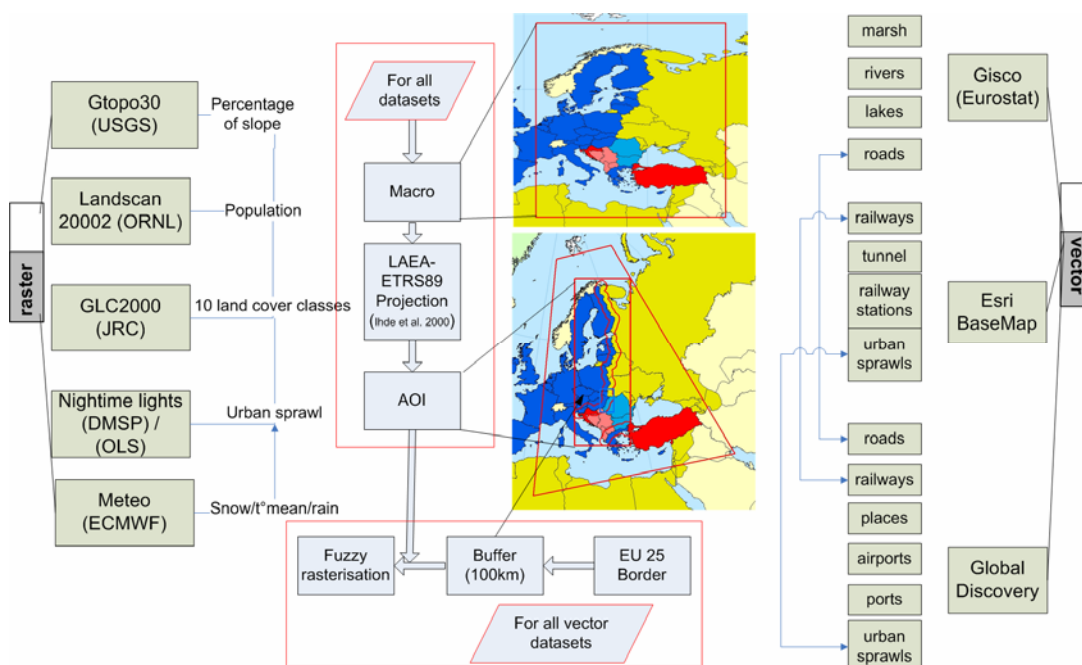 raster
Gtopo30
(USGS)
Percentage
of slope
Landscan
20002 (ORNL)
Population
GLC2000
(JRC)
10 land cover classes
Nightime lights
(DMSP) /
(OLS)
Urban sprawl
Meteo
(ECMWF)
Snow/t°mean/rain
For all
datasets
Macro
LAEA-
ETRS89
Projection
(Ihde et al. 2000)
AOI
Fuzzy
rasterisation
Buffer
(100km)
EU 25
Border
For all vector
datasets
marsh
rivers
lakes
roads
railways
tunnel
railway
stations
urban
sprawls
roads
railways
places
airports
ports
urban
sprawls
Gisco
(Eurostat)
Esri
BaseMap
Global
Discovery
vector